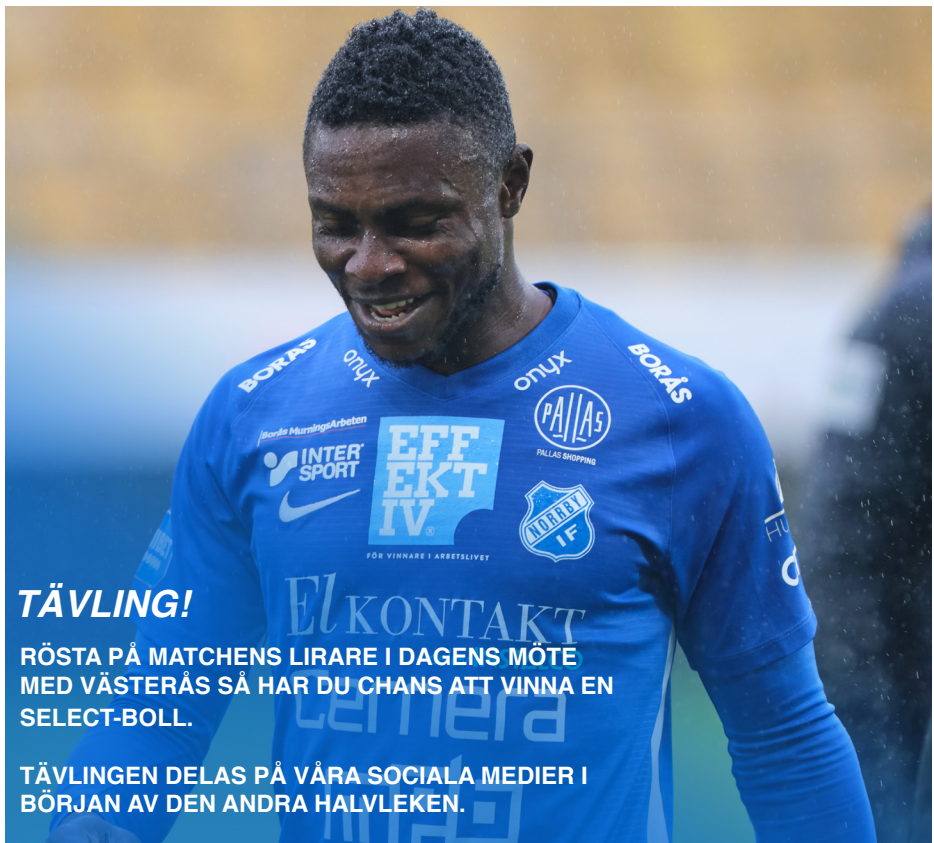 BORÅS
onyx
onyx
BORÅS
Borås MurningsArbeten
INTER
SPORT
EFF
EKT
IV®
FÖR VINNARE I ARBETSLIVET
PALLAS
PALLAS SHOPPING
NORRBY
IF
El KONTAKT
cernera
TÄVLING!
RÖSTA PÅ MATCHENS LIRARE I DAGENS MÖTE
MED VÄSTERÅS SÅ HAR DU CHANS ATT VINNA EN
SELECT-BOLL.
TÄVLINGEN DELAS PÅ VÅRA SOCIALA MEDIER I
BÖRJAN AV DEN ANDRA HALVLEKEN.